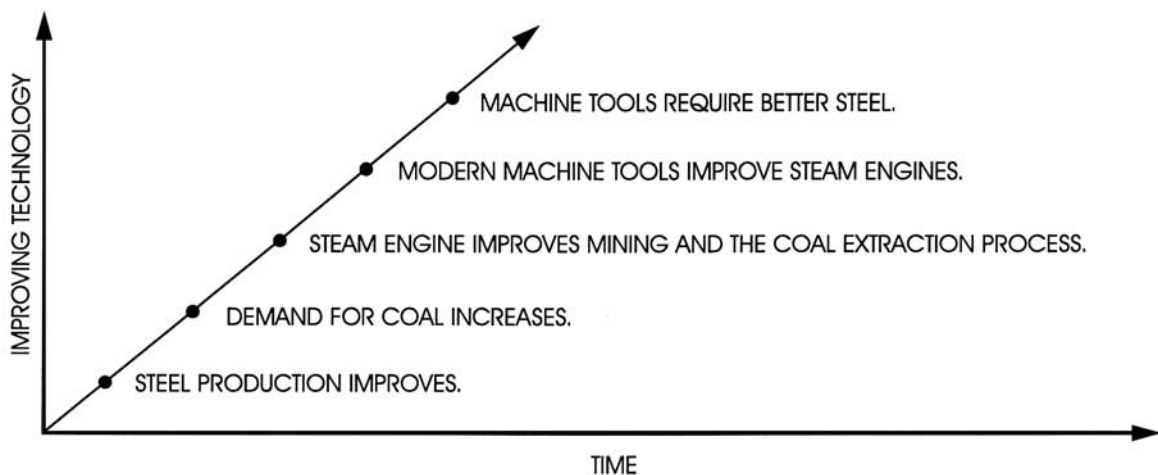 IMPROVING TECHNOLOGY
MACHINE TOOLS REQUIRE BETTER STEEL.
MODERN MACHINE TOOLS IMPROVE STEAM ENGINES.
STEAM ENGINE IMPROVES MINING AND THE COAL EXTRACTION PROCESS.
DEMAND FOR COAL INCREASES.
STEEL PRODUCTION IMPROVES.
TIME